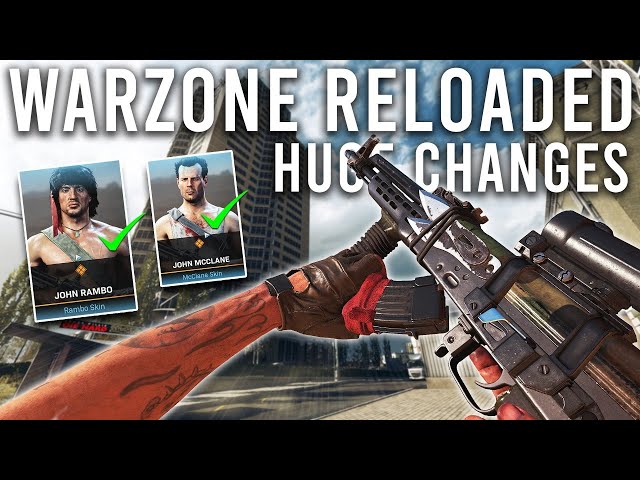 WARZONE RELOADED
HUGE CHANGES
JOHN RAMBO
Rambo Skin
JOHN MCCLANE
McClane Skin